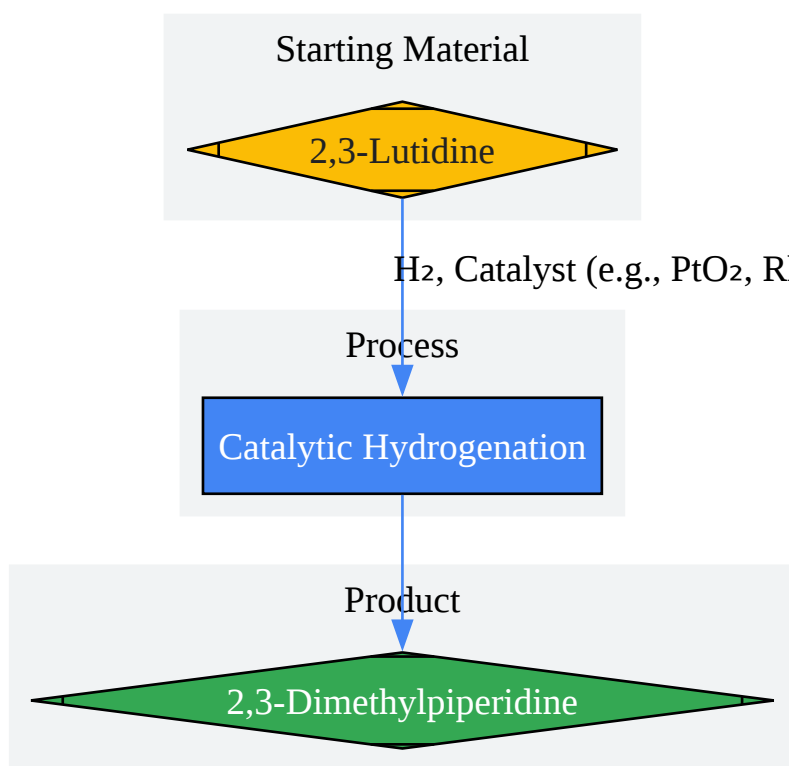 Starting Material
2,3-Lutidine
H₂, Catalyst (e.g., PtO₂,
Process
Catalytic Hydrogenation
Product
2,3-Dimethylpiperidine